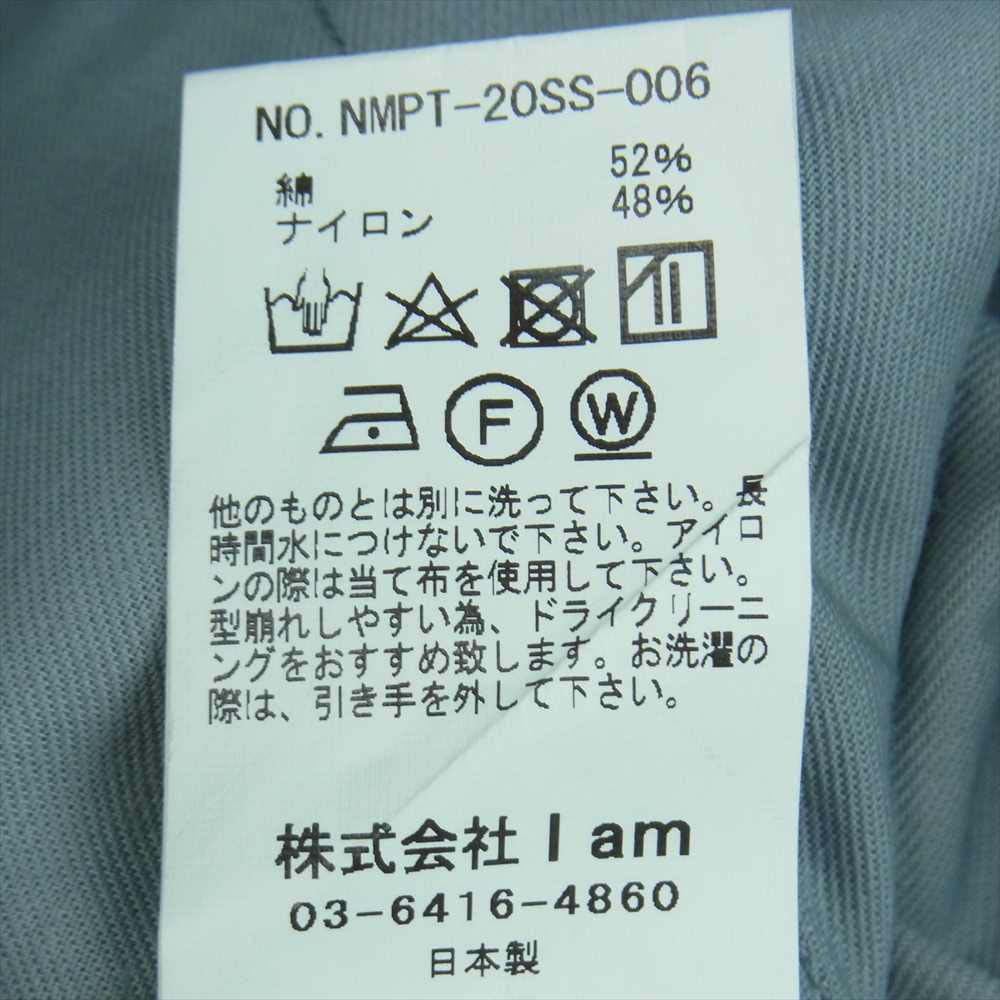 NO. NMPT-20SS-006
綿 52%
ナイロン 48%
F W
他のものとは別に洗って下さい。長
時間水につけないで下さい。アイロ
ンの際は当て布を使用して下さい。
型崩れしやすい為、ドライクリーニ
ングをおすすめ致します。お洗濯の
際は、引き手を外して下さい。
株式会社 I am
03-6416-4860
日本製